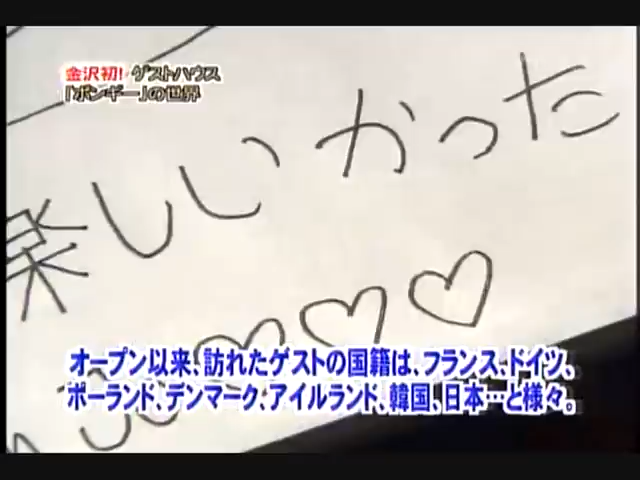 金沢初! ゲストハウス
「ポンギー」の世界
楽しいかった
♡♡♡
オープン以来、訪れたゲストの国籍は、フランス、ドイツ、
ポーランド、デンマーク、アイルランド、韓国、日本…と様々。